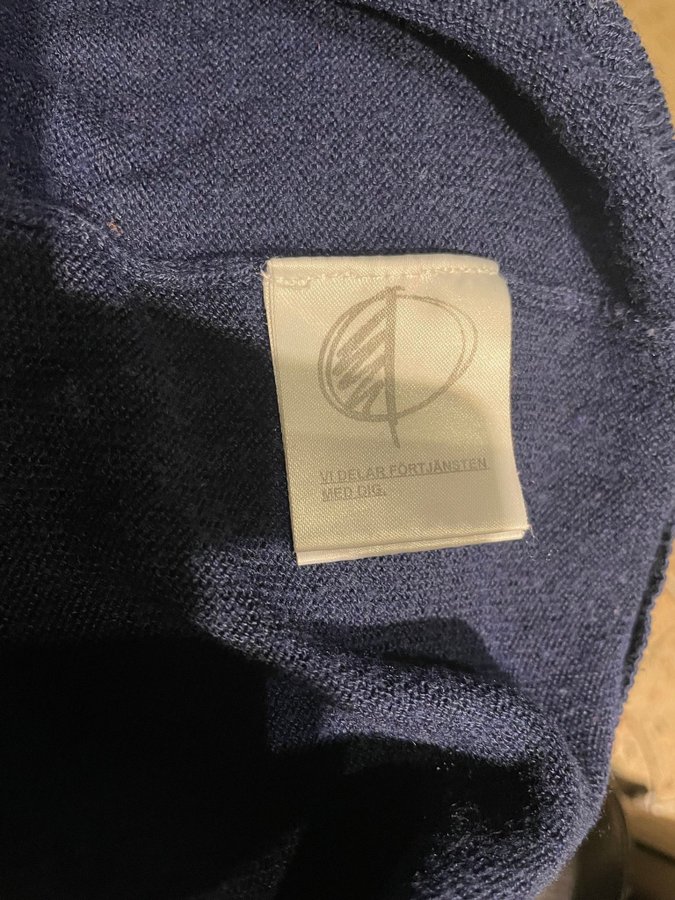 VI DELAR FÖRTJÄNSTEN
MED DIG.